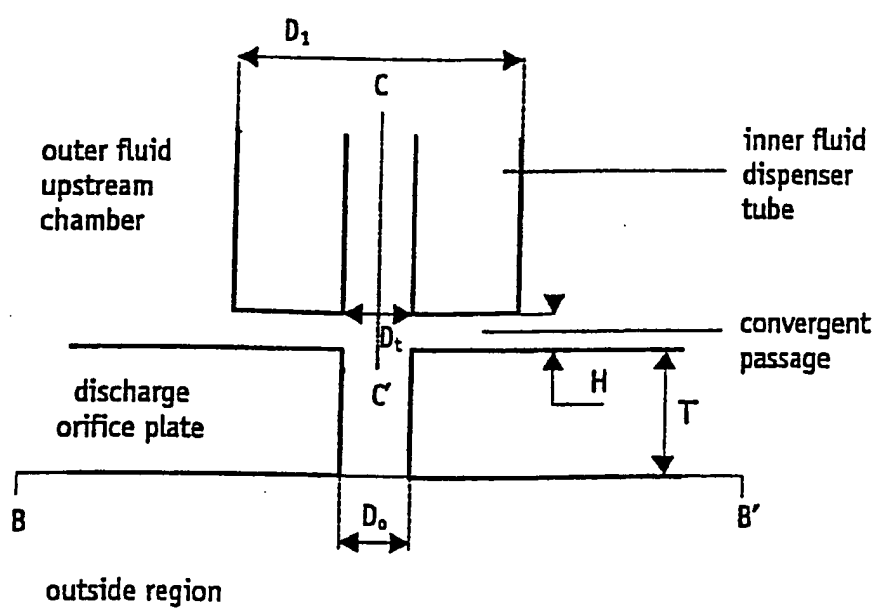 D₁
C
outer fluid
upstream
chamber
inner fluid
dispenser
tube
Dₜ
convergent
passage
C'
H
T
discharge
orifice plate
B
Dₒ
B'
outside region